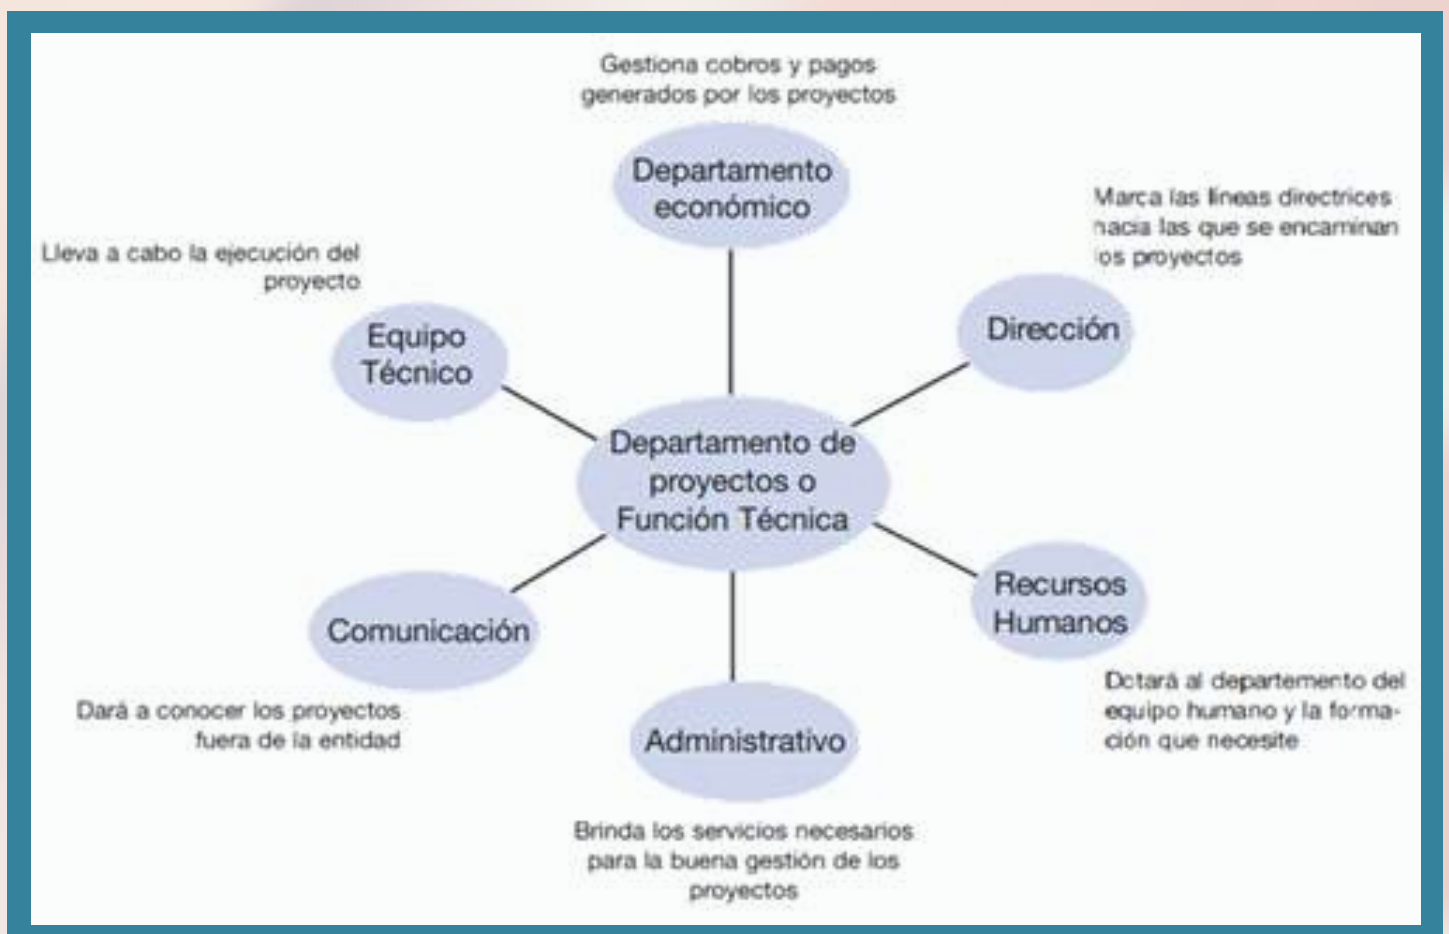 Gestiona cobros y pagos
generados por los proyectos
Departamento
económico
Marca las líneas directrices
hacia las que se encaminan
los proyectos
Dirección
Lleva a cabo la ejecución del
proyecto
Equipo
Técnico
Departamento de
proyectos o
Función Técnica
Recursos
Humanos
Dotará al departemento del
equipo humano y la forma-
ción que necesite
Comunicación
Dará a conocer los proyectos
fuera de la entidad
Administrativo
Brinda los servicios necesarios
para la buena gestión de los
proyectos